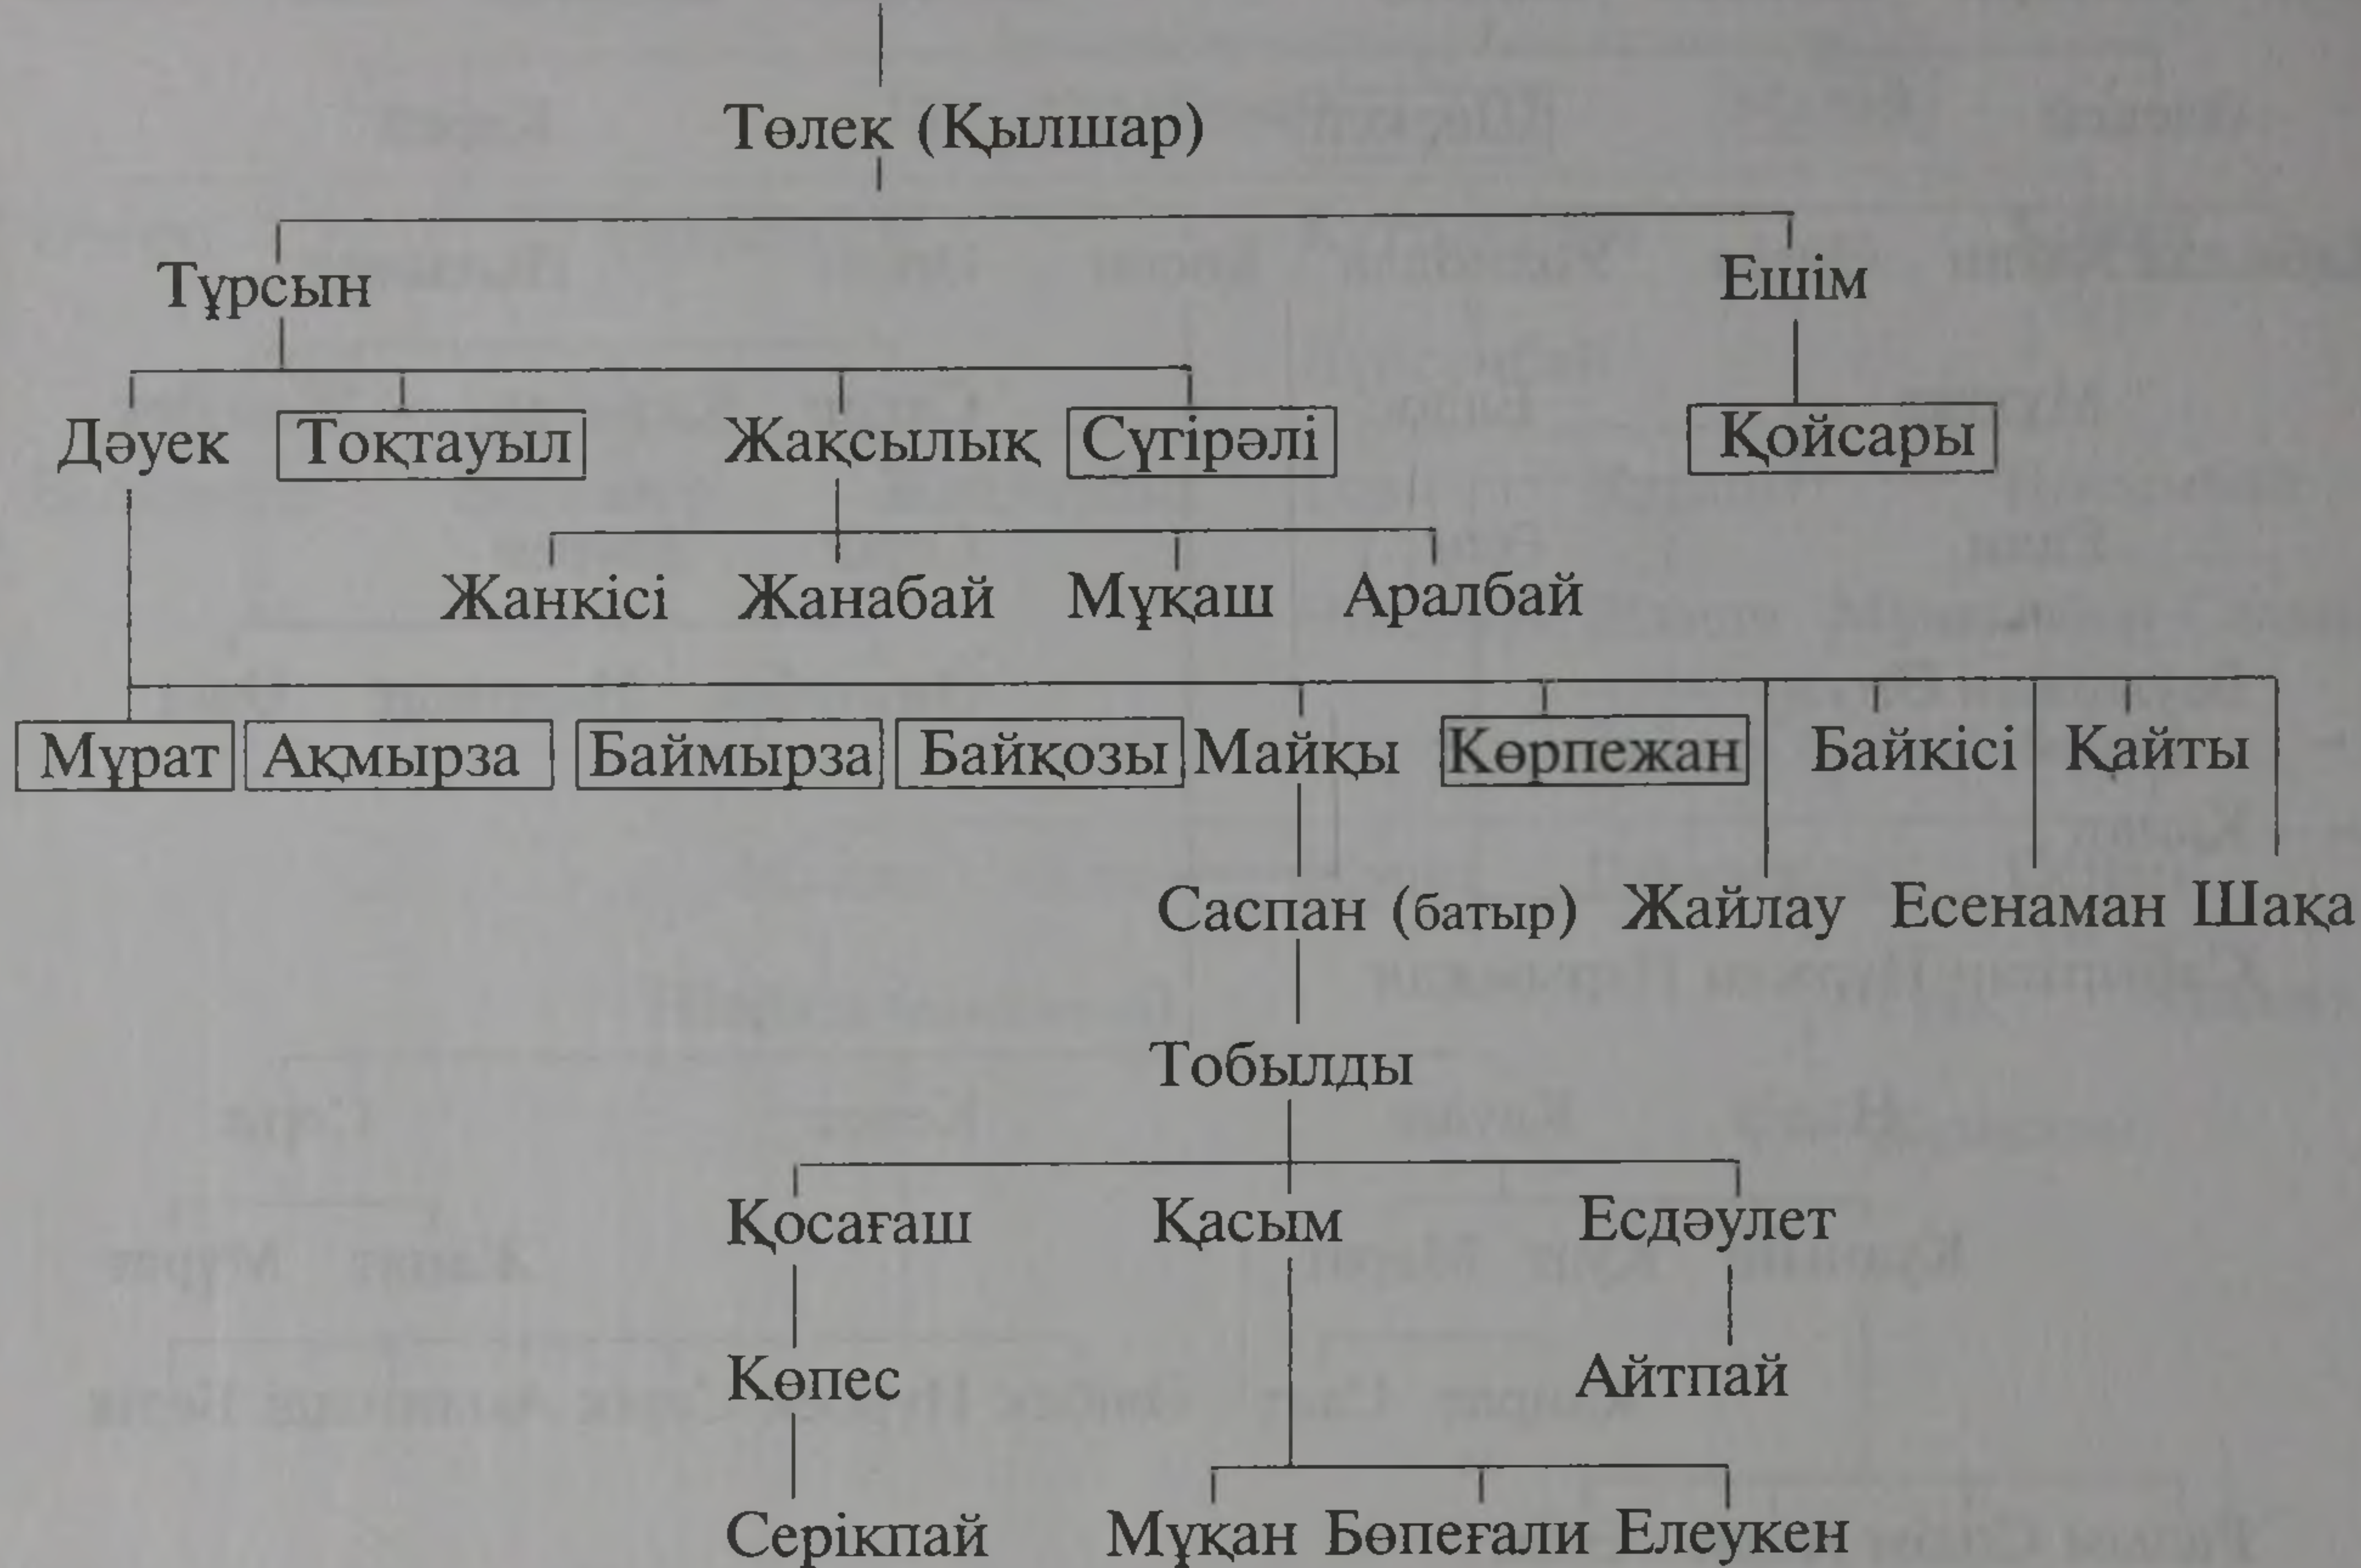 Төлек (Қылшар)
Тұрсын Ешім
Дәуек Тоқтауыл Жақсылық Сүгірәлі Қойсары
Жанкісі Жанабай Мұқаш Аралбай
Мұрат Ақмырза Баймырза Байқозы Майқы Көрпежан Байкісі Қайты
Саспан (батыр) Жайлау Есенаман Шақа
Тобылды
Қосағаш Қасым Есдәулет
Көпес Айтпай
Серікпай Мұқан Бөпеғали Елеукен